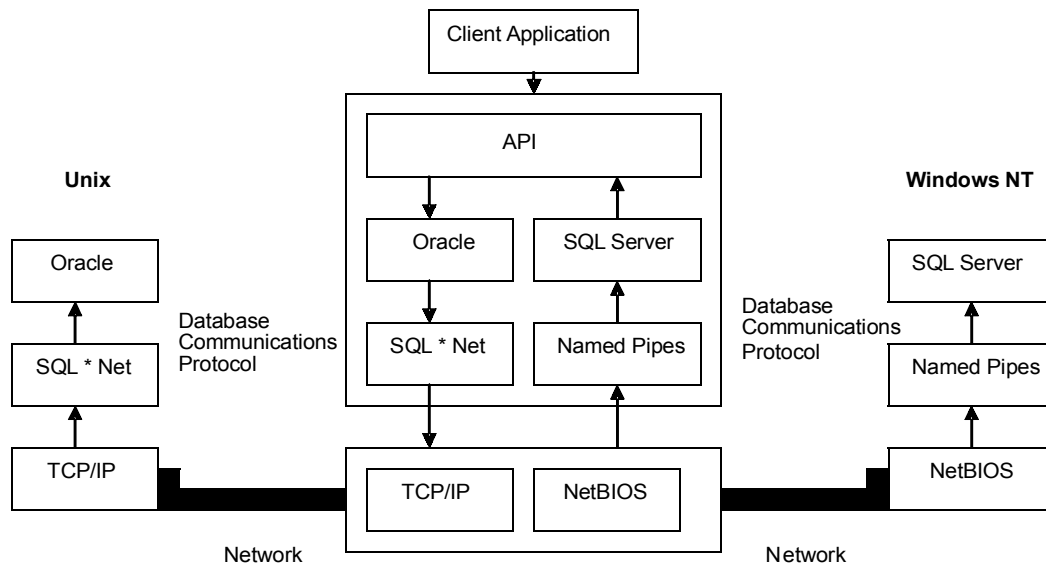 Client Application
API
Unix
Windows NT
Oracle
Oracle
SQL Server
SQL Server
Database
Communications
Protocol
Database
Communications
Protocol
SQL * Net
SQL * Net
Named Pipes
Named Pipes
TCP/IP
TCP/IP
NetBIOS
NetBIOS
Network
Network